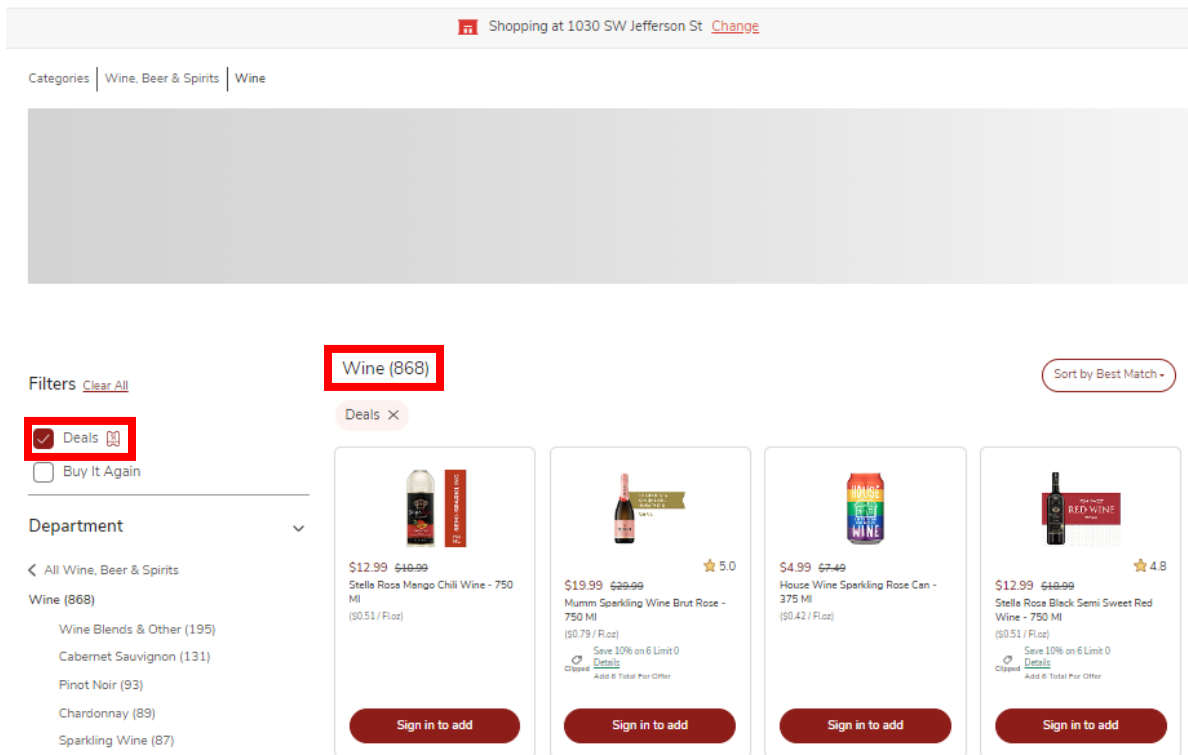 Shopping at 1030 SW Jefferson St Change
Categories Wine, Beer & Spirits Wine
Filters Clear All
Deals
Buy It Again
Department
All Wine, Beer & Spirits
Wine (868)
Wine Blends & Other (195)
Cabernet Sauvignon (131)
Pinot Noir (93)
Chardonnay (89)
Sparkling Wine (87)
Wine (868)
Sort by Best Match
Deals
$12.99 $18.99
Stella Rosa Mango Chili Wine - 750
Ml
($0.51 / Fl.oz)
Sign in to add
5.0
$19.99 $29.99
Mumm Sparkling Wine Brut Rose -
750 Ml
($0.79 / Fl.oz)
Save 10% on 6 Limit 0
Clipped Details
Add 6 Total For Offer
Sign in to add
HOUSE
WINE
$4.99 $7.49
House Wine Sparkling Rose Can -
375 Ml
($0.42 / Fl.oz)
Sign in to add
RED WINE
4.8
$12.99 $18.99
Stella Rosa Black Semi Sweet Red
Wine - 750 Ml
($0.51 / Fl.oz)
Save 10% on 6 Limit 0
Clipped Details
Add 6 Total For Offer
Sign in to add